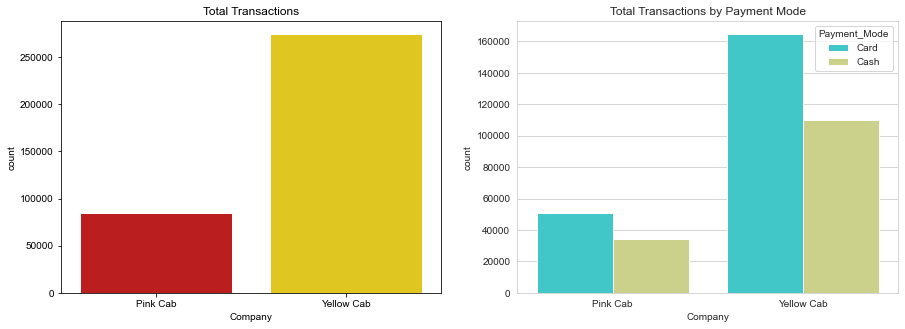 Total Transactions
250000
200000
150000
100000
50000
0
count
Pink Cab
Yellow Cab
Company
Total Transactions by Payment Mode
Payment_Mode
Card
Cash
160000
140000
120000
100000
80000
60000
40000
20000
0
count
Pink Cab
Yellow Cab
Company